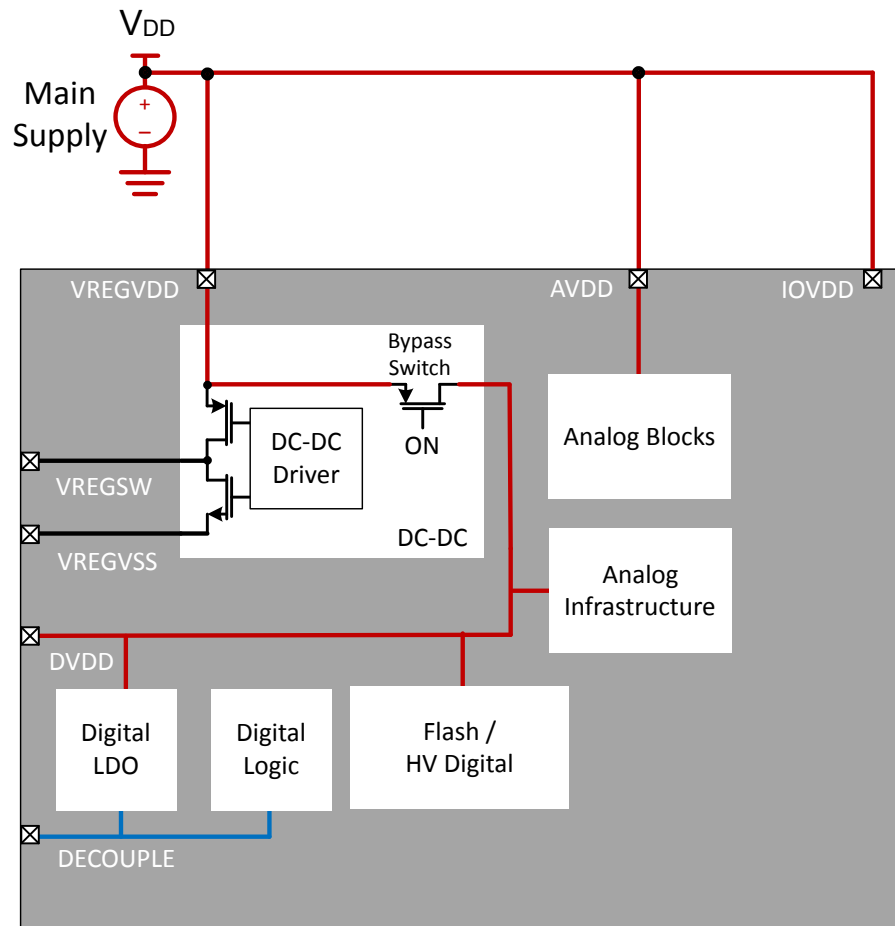 VDD
Main
Supply
+
−
VREGVDD
AVDD
IOVDD
Bypass
Switch
ON
DC-DC
Driver
Analog Blocks
VREGSW
VREGVSS
DC-DC
Analog
Infrastructure
DVDD
Digital
LDO
Digital
Logic
Flash /
HV Digital
DECOUPLE